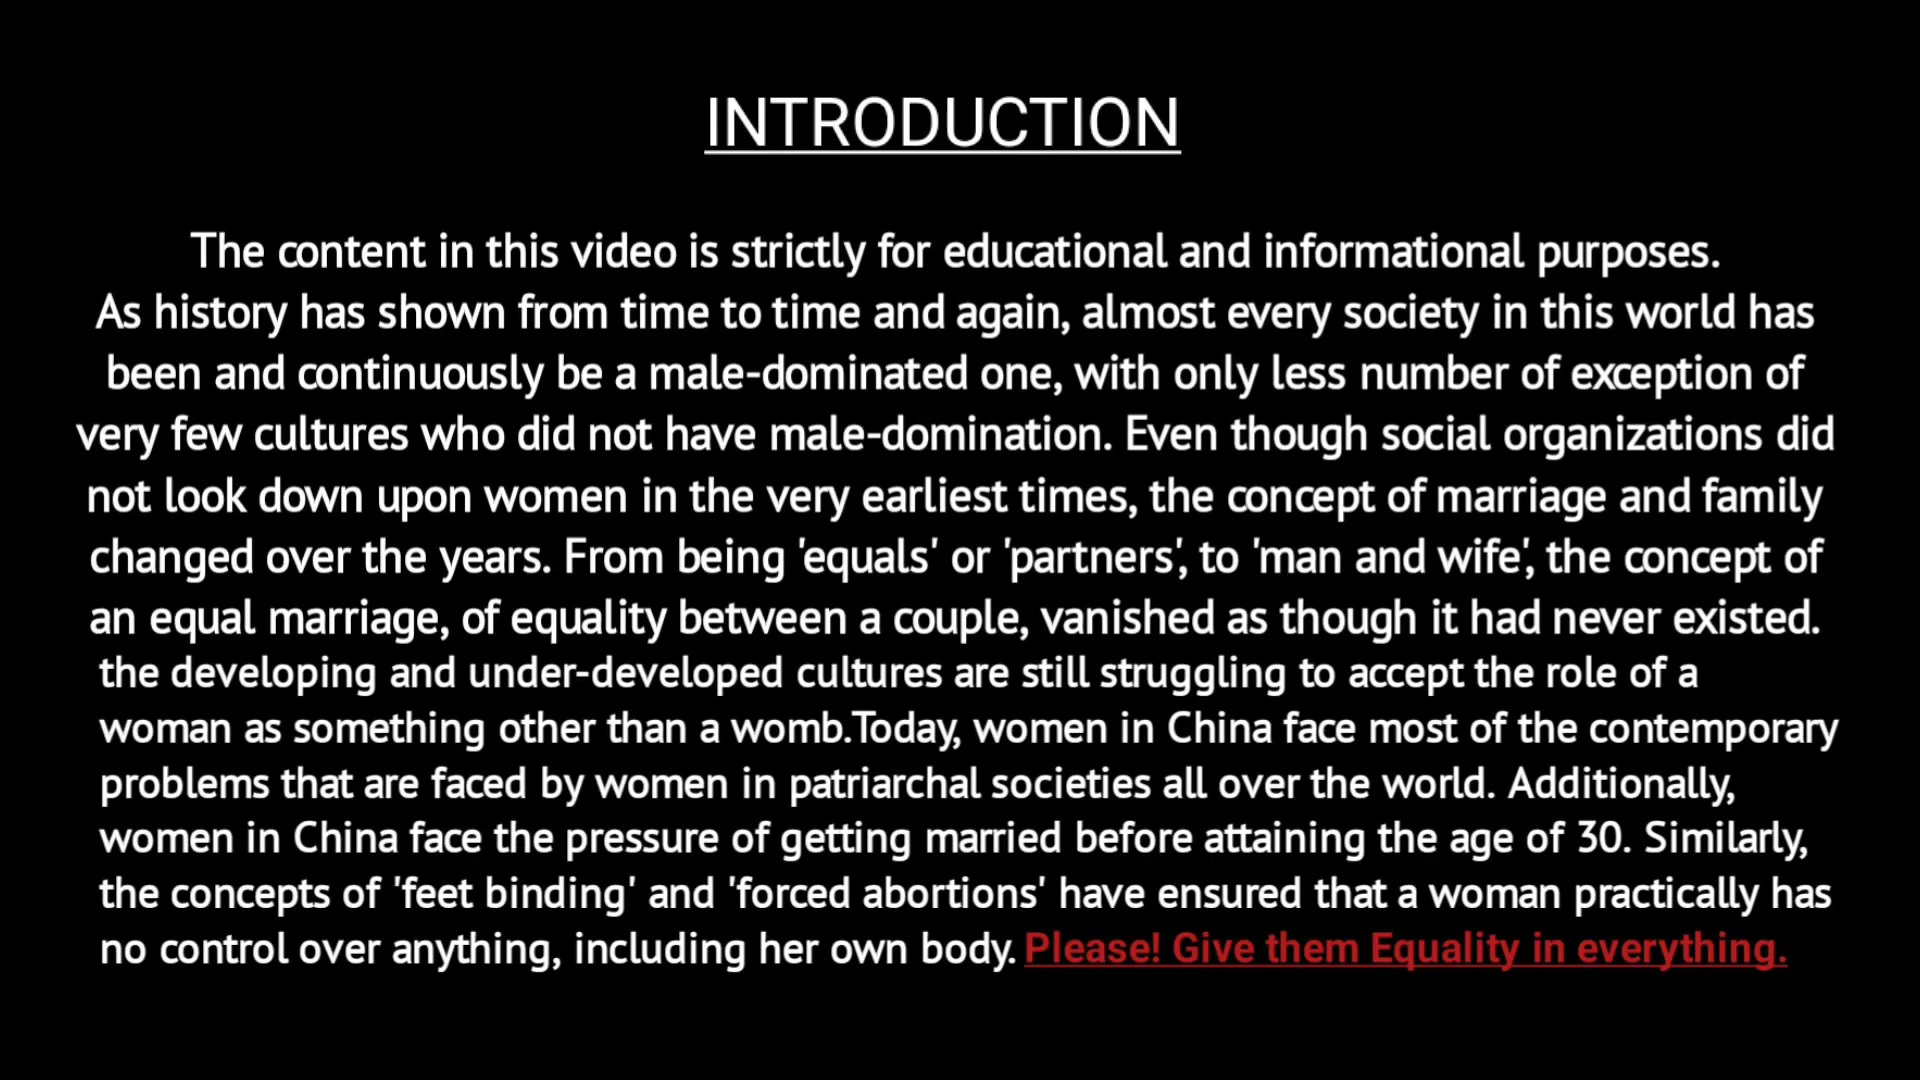 INTRODUCTION
The content in this video is strictly for educational and informational purposes.
As history has shown from time to time and again, almost every society in this world has
been and continuously be a male-dominated one, with only less number of exception of
very few cultures who did not have male-domination. Even though social organizations did
not look down upon women in the very earliest times, the concept of marriage and family
changed over the years. From being 'equals' or 'partners', to 'man and wife', the concept of
an equal marriage, of equality between a couple, vanished as though it had never existed.
the developing and under-developed cultures are still struggling to accept the role of a
woman as something other than a womb.Today, women in China face most of the contemporary
problems that are faced by women in patriarchal societies all over the world. Additionally,
women in China face the pressure of getting married before attaining the age of 30. Similarly,
the concepts of 'feet binding' and 'forced abortions' have ensured that a woman practically has
no control over anything, including her own body. Please! Give them Equality in everything.